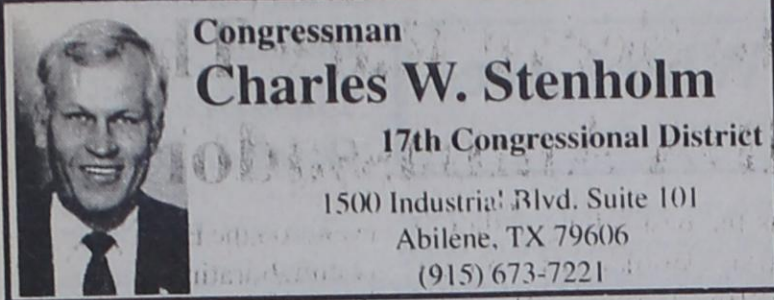 Congressman
Charles W. Stenholm
17th Congressional District
1500 Industrial Blvd. Suite 101
Abilene, TX 79606
(915) 673-7221